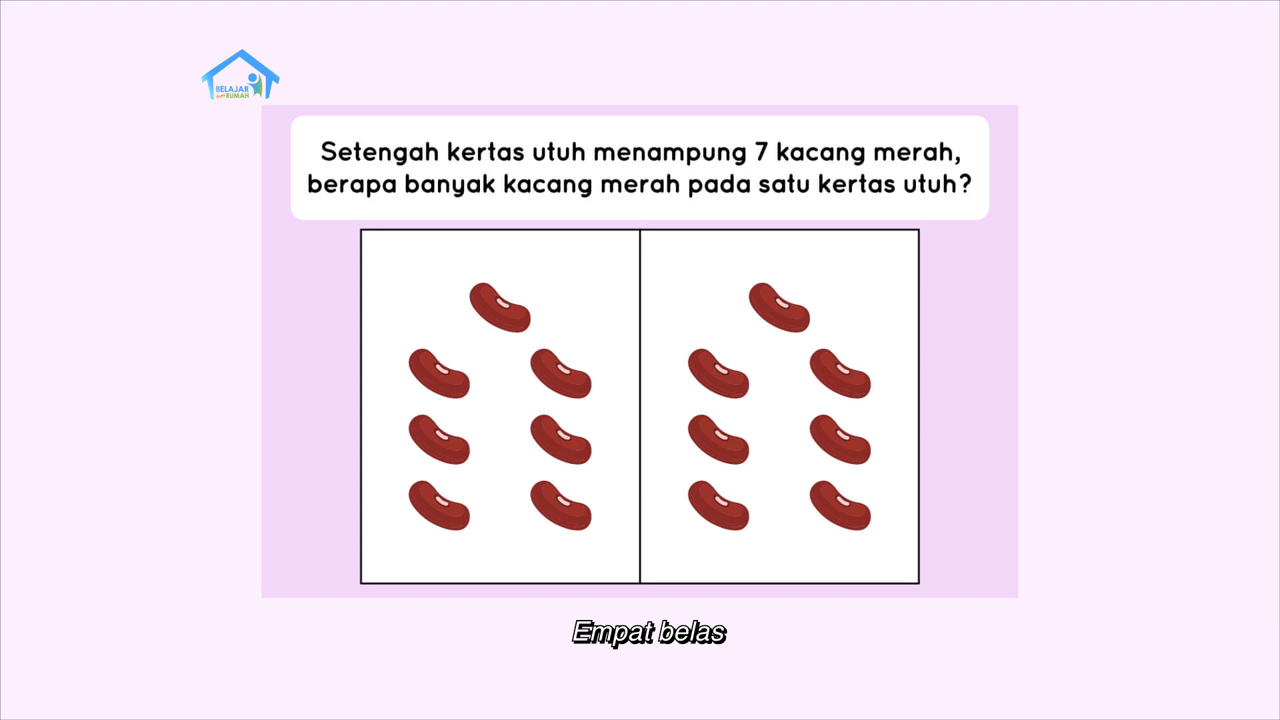 BELAJAR
dari RUMAH
Setengah kertas utuh menampung 7 kacang merah,
berapa banyak kacang merah pada satu kertas utuh?
Empat belas